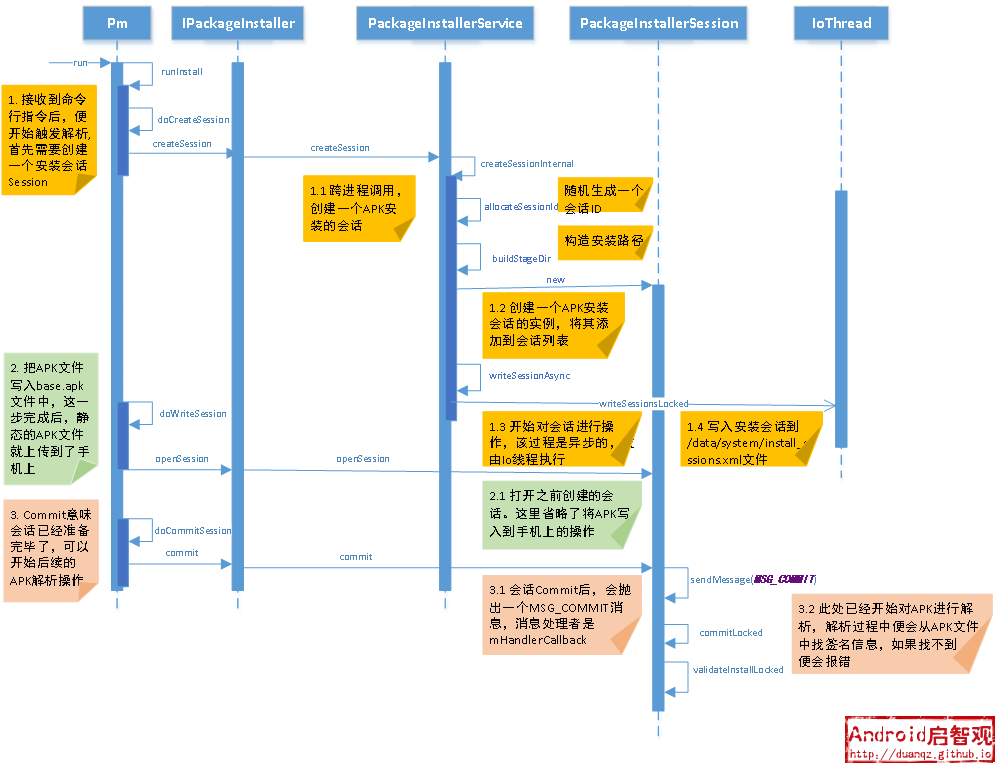 Pm
IPackageInstaller
PackageInstallerService
PackageInstallerSession
IoThread
run
runInstall
1. 接收到命令
行指令后，便
开始触发解析,
首先需要创建
一个安装会话
Session
doCreateSession
createSession
createSession
createSessionInternal
1.1 跨进程调用，
创建一个APK安
装的会话
allocateSessionId
随机生成一个
会话ID
buildStageDir
构造安装路径
new
1.2 创建一个APK安装
会话的实例，将其添
加到会话列表
writeSessionAsync
writeSessionsLocked
2. 把APK文件
写入base.apk
文件中，这一
步完成后，静
态的APK文件
就上传到了手
机上
doWriteSession
1.3 开始对会话进行操
作，该过程是异步的，
由Io线程执行
1.4 写入安装会话到
/data/system/install_
ssions.xml文件
openSession
openSession
2.1 打开之前创建的会
话。这里省略了将APK写
入到手机上的操作
3. Commit意味
会话已经准备
完毕了，可以
开始后续的
APK解析操作
doCommitSession
commit
commit
sendMessage(MSG_COMMIT)
3.1 会话Commit后，会抛
出一个MSG_COMMIT消
息，消息处理者是
mHandlerCallback
commitLocked
validateInstallLocked
3.2 此处已经开始对APK进行解
析，解析过程中便会从APK文件
中找签名信息，如果找不到
便会报错
Android启智观
http://duanqz.github.io